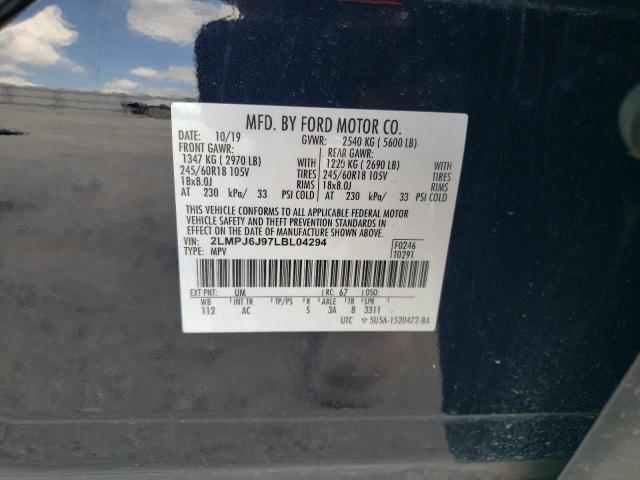 MFD. BY FORD MOTOR CO.
DATE: 10/19 GVWR: 2540 KG ( 5600 LB)
FRONT GAWR: REAR GAWR:
1347 KG ( 2970 LB) WITH 1220 KG ( 2690 LB) WITH
245/60R18 105V TIRES 245/60R18 105V TIRES
18x8.0J RIMS 18x8.0J RIMS
AT 230 kPa/ 33 PSI COLD AT 230 kPa/ 33 PSI COLD
THIS VEHICLE CONFORMS TO ALL APPLICABLE FEDERAL MOTOR
VEHICLE SAFETY AND THEFT PREVENTION STANDARDS IN
EFFECT ON THE DATE OF MANUFACTURE SHOWN ABOVE.
VIN: 2LMPJ6J97LBL04294 F0246
TYPE: MPV T0291
EXT PNT: UM RC: 67 DSO:
WB INT TR TP/PS R AXLE TR SPR
112 AC S 3A 8 3311
UTC ▽ 5U5A-1520472-BA